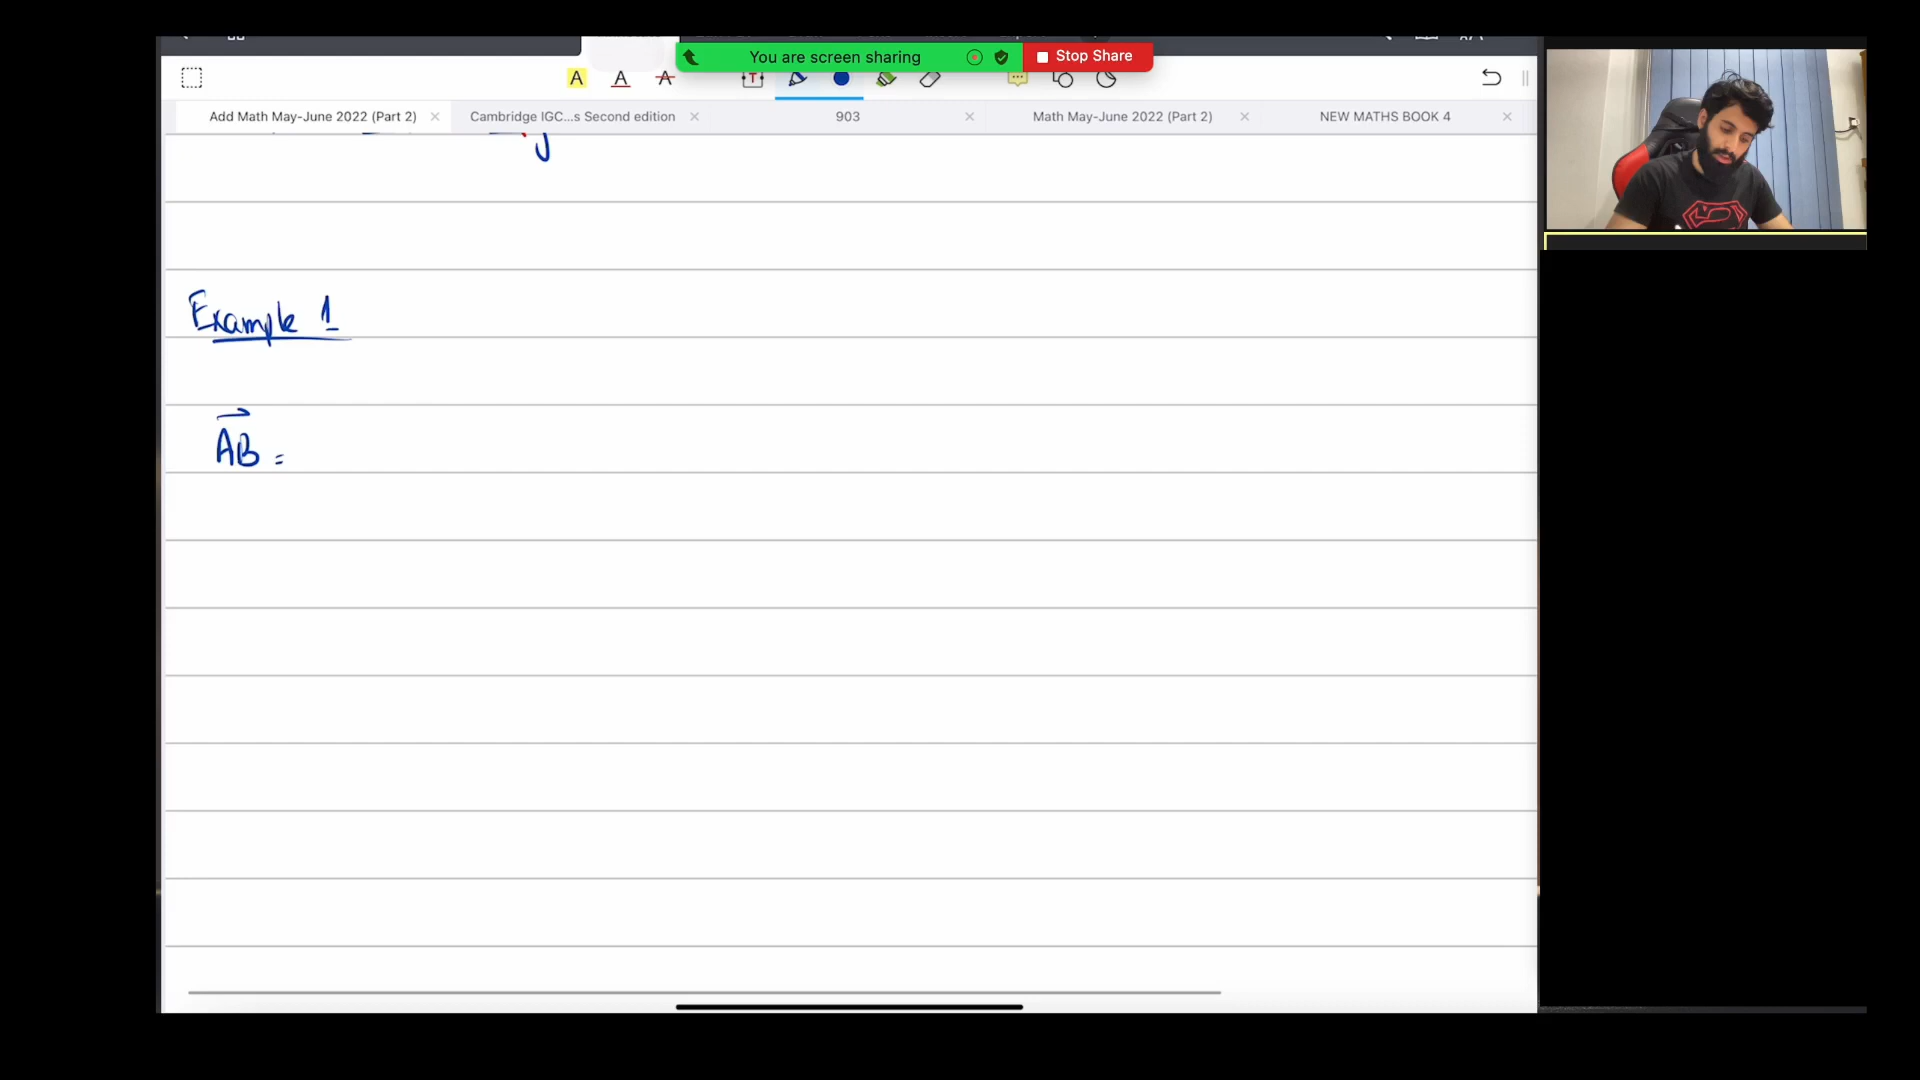 You are screen sharing Stop Share
A A A T
Add Math May-June 2022 (Part 2) Cambridge IGC...s Second edition 903 Math May-June 2022 (Part 2) NEW MATHS BOOK 4
y
Example 1
AB⃗ =